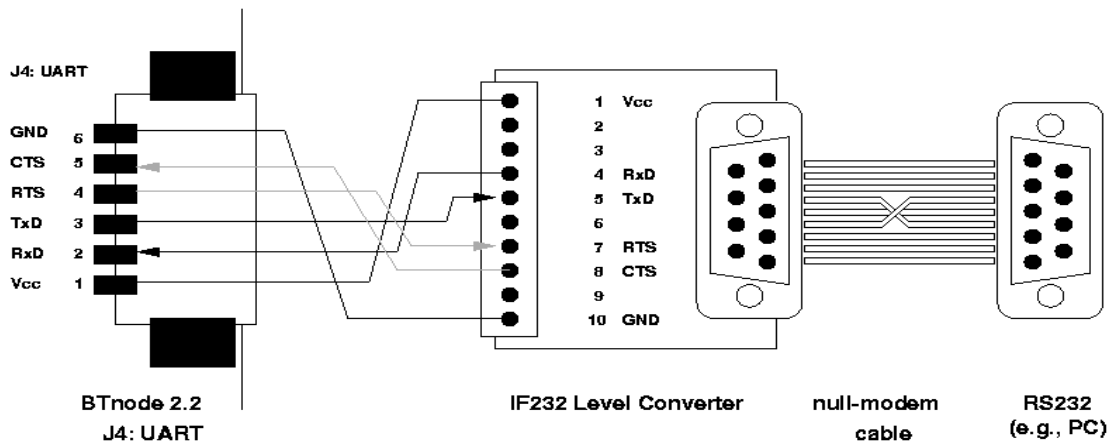 J4: UART
GND 6
CTS 5
RTS 4
TxD 3
RxD 2
Vcc 1
1 Vcc
2
3
4 RxD
5 TxD
6
7 RTS
8 CTS
9
10 GND
BTnode 2.2
J4: UART
IF232 Level Converter
null-modem
cable
RS232
(e.g., PC)